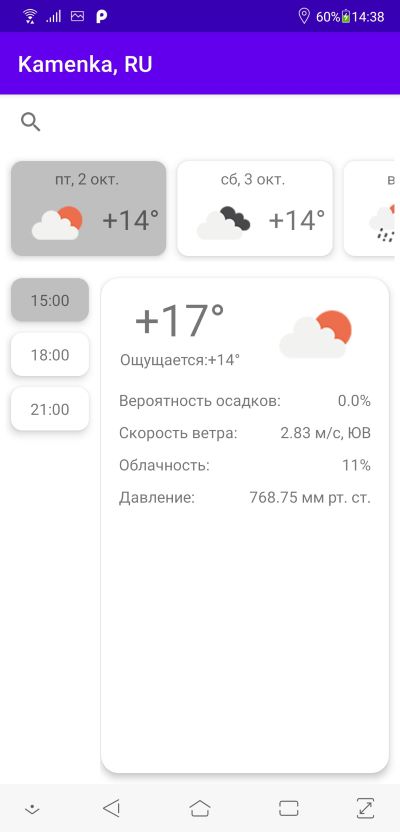 60% 14:38
Kamenka, RU
пт, 2 окт.
+14°
сб, 3 окт.
+14°
в
15:00
18:00
21:00
+17°
Ощущается:+14°
Вероятность осадков: 0.0%
Скорость ветра: 2.83 м/с, ЮВ
Облачность: 11%
Давление: 768.75 мм рт. ст.